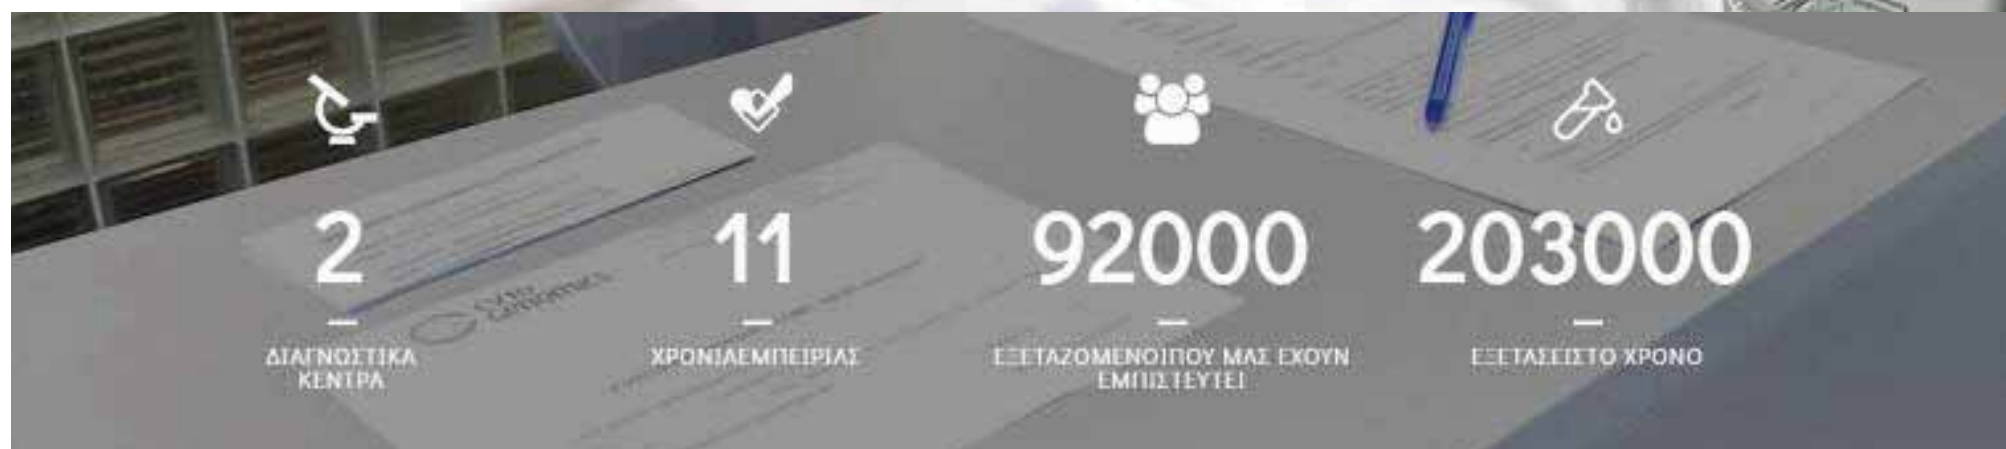 2
ΔΙΑΓΝΩΣΤΙΚΑ
ΚΕΝΤΡΑ
11
ΧΡΟΝΙΑΕΜΠΕΙΡΙΑΣ
92000
ΕΞΕΤΑΖΟΜΕΝΟΙΠΟΥ ΜΑΣ ΕΧΟΥΝ
ΕΜΠΙΣΤΕΥΤΕΙ
203000
ΕΞΕΤΑΣΕΙΣΤΟ ΧΡΟΝΟ